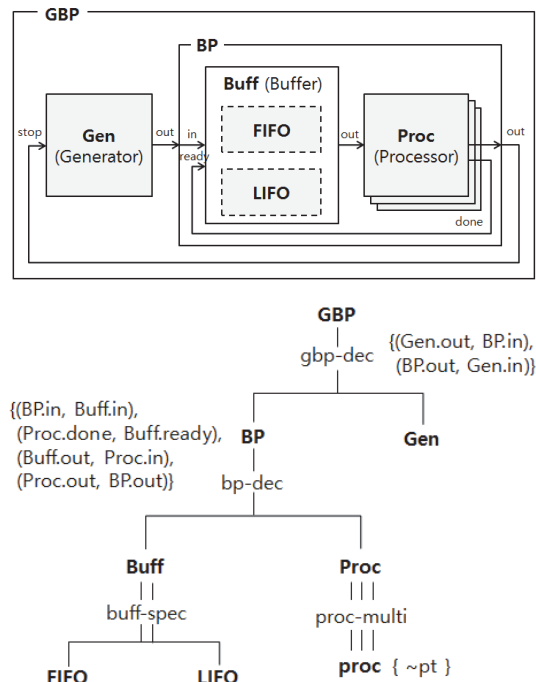 GBP
BP
Buff (Buffer)
stop
Gen
(Generator)
out
in
ready
FIFO
LIFO
out
Proc
(Processor)
out
done
GBP
gbp-dec
{(Gen.out, BP.in),
(BP.out, Gen.in)}
{(BP.in, Buff.in),
(Proc.done, Buff.ready),
(Buff.out, Proc.in),
(Proc.out, BP.out)}
BP
Gen
bp-dec
Buff
Proc
buff-spec
proc-multi
FIFO
LIFO
proc { ~pt }